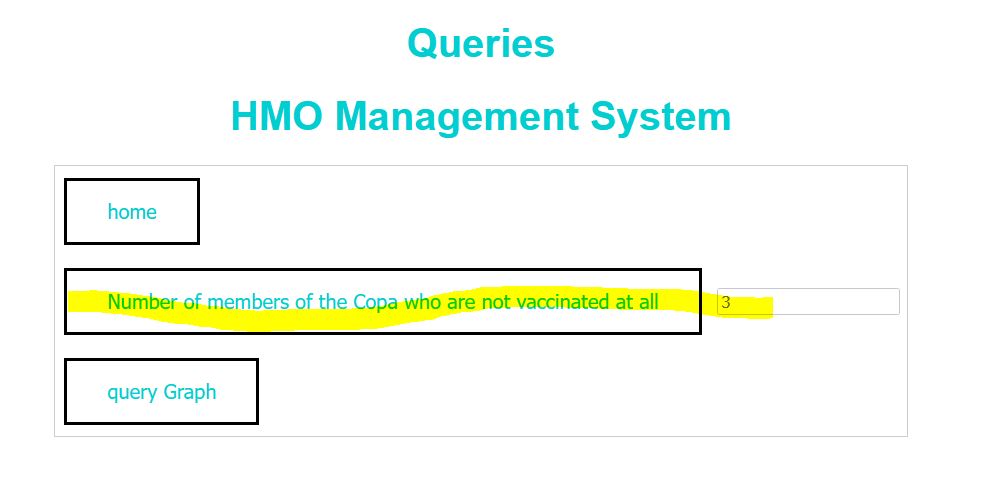 Queries
HMO Management System
home
Number of members of the Copa who are not vaccinated at all 3
query Graph